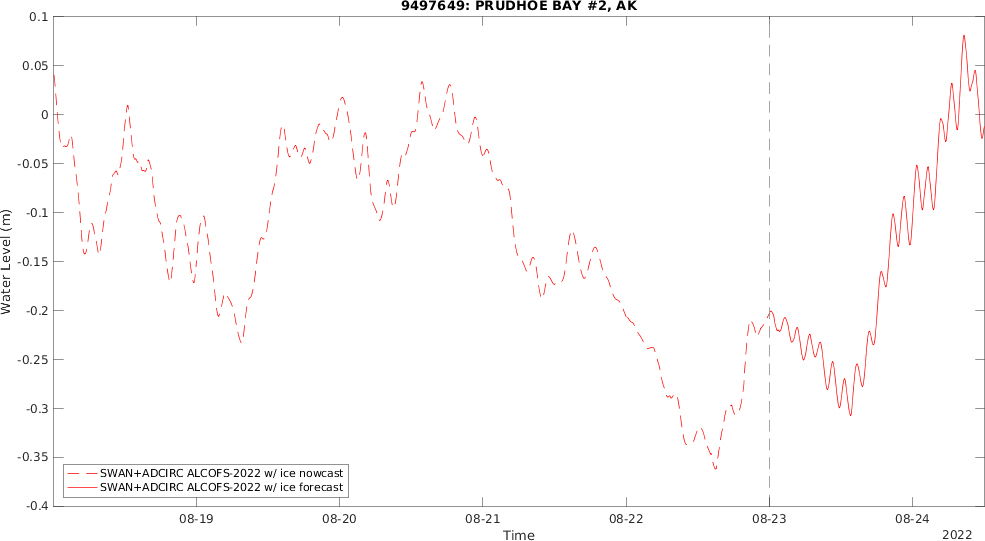 9497649: PRUDHOE BAY #2, AK
0.1
0.05
0
-0.05
-0.1
-0.15
-0.2
-0.25
-0.3
-0.35
-0.4
Water Level (m)
SWAN+ADCIRC ALCOFS-2022 w/ ice nowcast
SWAN+ADCIRC ALCOFS-2022 w/ ice forecast
08-19 08-20 08-21 08-22 08-23 08-24
Time
2022